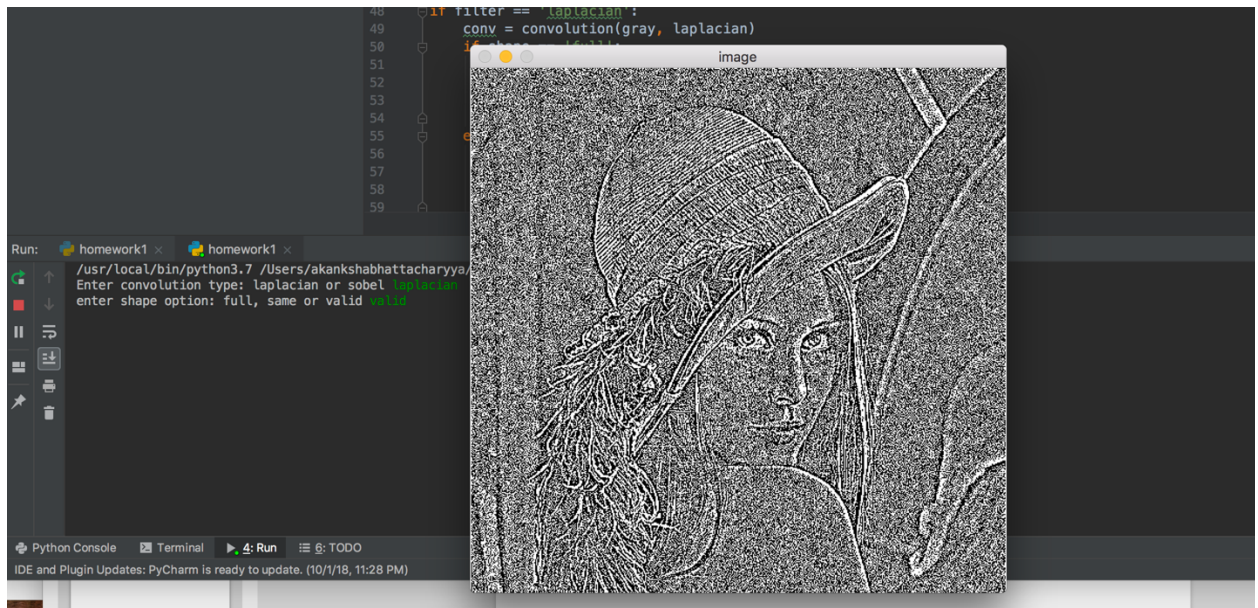 48 if filter == 'laplacian':
49 conv = convolution(gray, laplacian)
50
51
52
53
54
55
56
57
58
59
image
Run: homework1 × homework1 ×
/usr/local/bin/python3.7 /Users/akankshabhattacharyya/
Enter convolution type: laplacian or sobel laplacian
enter shape option: full, same or valid valid
Python Console Terminal 4: Run 6: TODO
IDE and Plugin Updates: PyCharm is ready to update. (10/1/18, 11:28 PM)